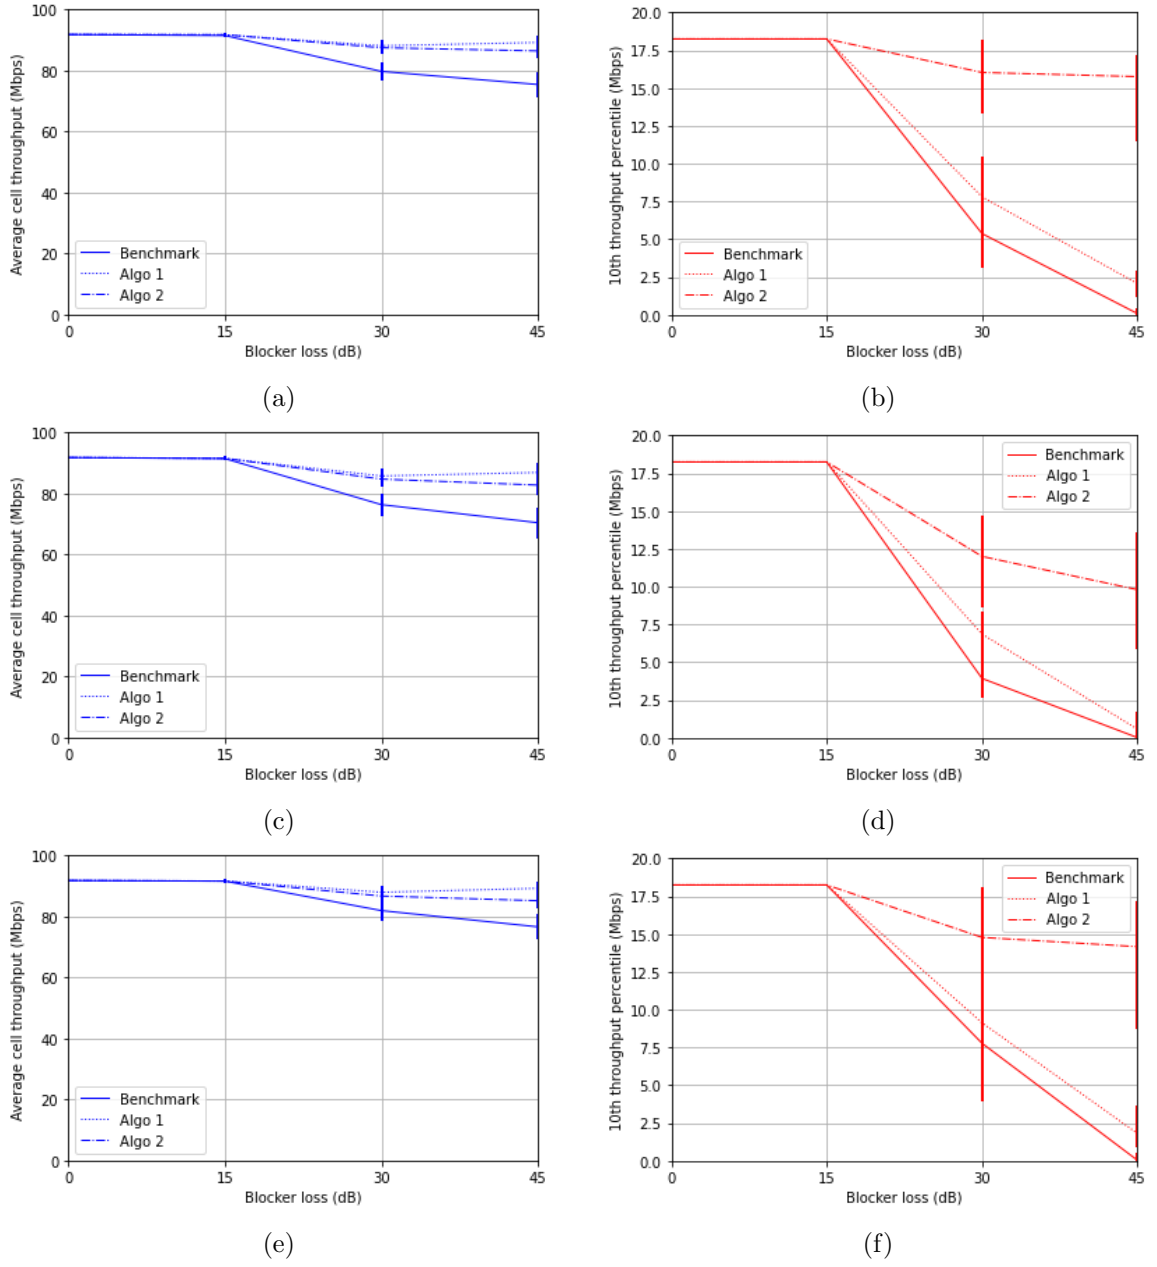 100
80
60
40
20
0
Average cell throughput (Mbps)
Benchmark
Algo 1
Algo 2
0 15 30 45
Blocker loss (dB)
(a)
20.0
17.5
15.0
12.5
10.0
7.5
5.0
2.5
0.0
10th throughput percentile (Mbps)
Benchmark
Algo 1
Algo 2
0 15 30 45
Blocker loss (dB)
(b)
100
80
60
40
20
0
Average cell throughput (Mbps)
Benchmark
Algo 1
Algo 2
0 15 30 45
Blocker loss (dB)
(c)
20.0
17.5
15.0
12.5
10.0
7.5
5.0
2.5
0.0
10th throughput percentile (Mbps)
Benchmark
Algo 1
Algo 2
0 15 30 45
Blocker loss (dB)
(d)
100
80
60
40
20
0
Average cell throughput (Mbps)
Benchmark
Algo 1
Algo 2
0 15 30 45
Blocker loss (dB)
(e)
20.0
17.5
15.0
12.5
10.0
7.5
5.0
2.5
0.0
10th throughput percentile (Mbps)
Benchmark
Algo 1
Algo 2
0 15 30 45
Blocker loss (dB)
(f)